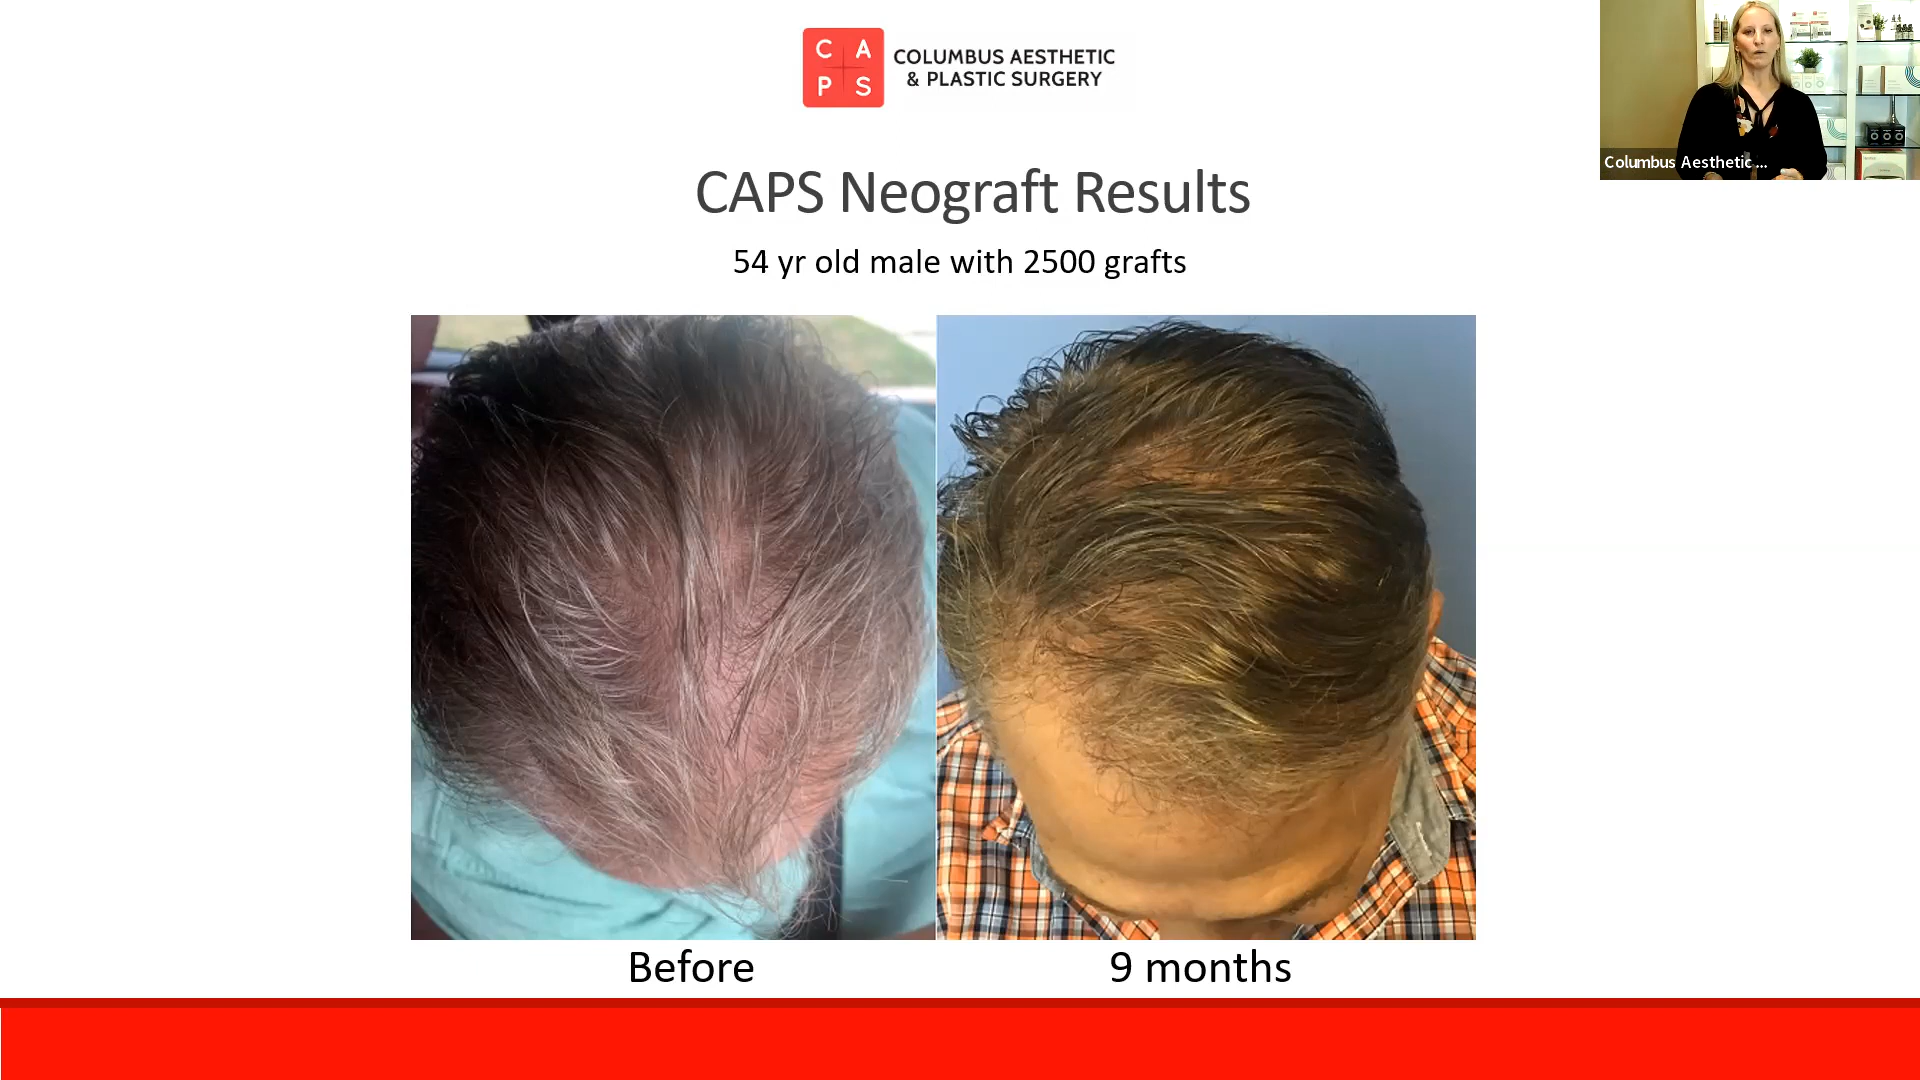 C A
P S
COLUMBUS AESTHETIC
& PLASTIC SURGERY
Columbus Aesthetic ...
CAPS Neograft Results
54 yr old male with 2500 grafts
Before
9 months